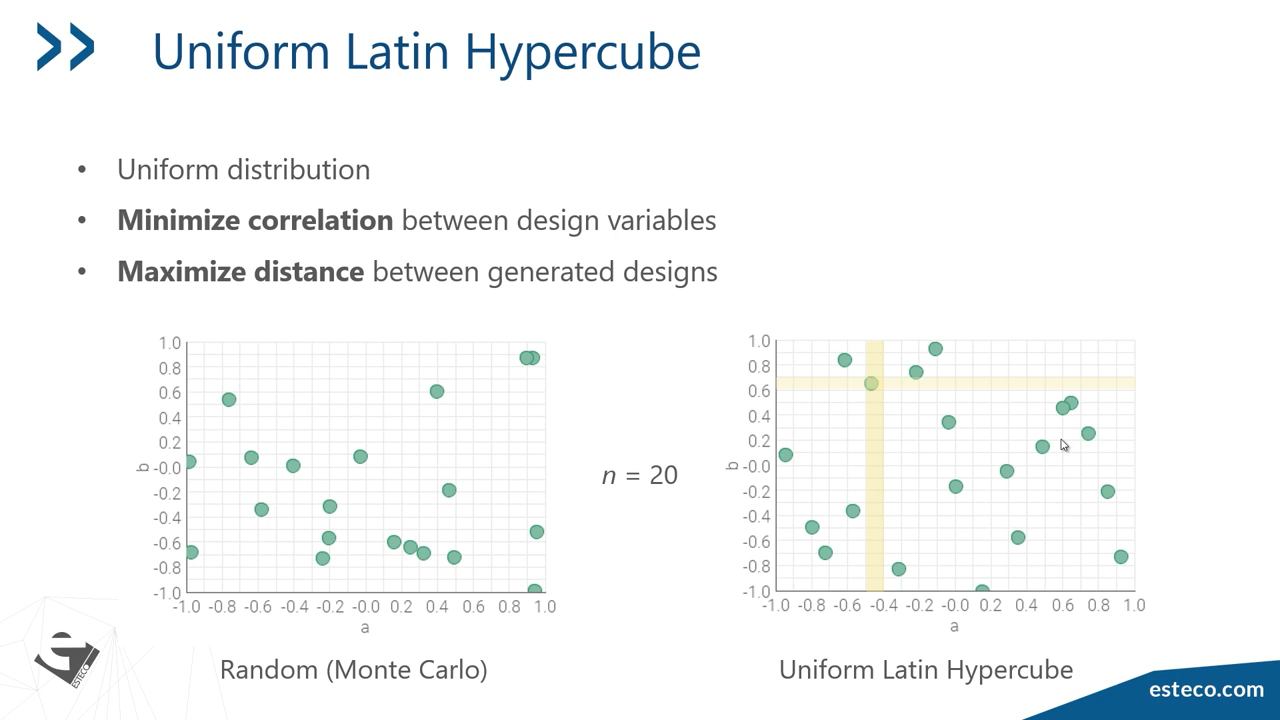 Uniform Latin Hypercube
• Uniform distribution
• Minimize correlation between design variables
• Maximize distance between generated designs
1.0
0.8
0.6
0.4
0.2
-0.0
-0.2
-0.4
-0.6
-0.8
-1.0
b
-1.0 -0.8 -0.6 -0.4 -0.2 -0.0 0.2 0.4 0.6 0.8 1.0
a
Random (Monte Carlo)
n = 20
1.0
0.8
0.6
0.4
0.2
-0.0
-0.2
-0.4
-0.6
-0.8
-1.0
b
-1.0 -0.8 -0.6 -0.4 -0.2 -0.0 0.2 0.4 0.6 0.8 1.0
a
Uniform Latin Hypercube
ESTECO
esteco.com